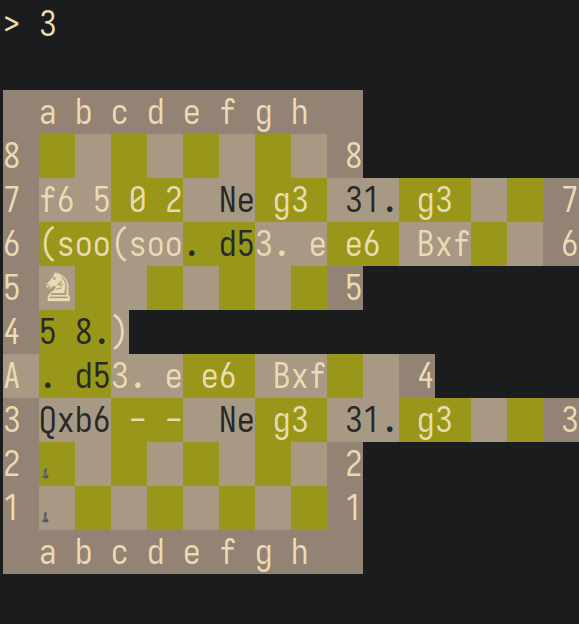 > 3
a b c d e f g h
8 8
7 f6 5 0 2 Ne g3 31. g3 7
6 (soo(soo. d53. e e6 Bxf 6
5 ♞ 5
4 5 8.)
A . d53. e e6 Bxf 4
3 Qxb6 - - Ne g3 31. g3 3
2 2
1 1
a b c d e f g h